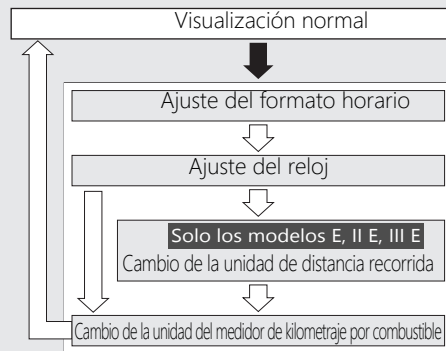 Visualización normal
Ajuste del formato horario
Ajuste del reloj
Solo los modelos E, II E, III E
Cambio de la unidad de distancia recorrida
Cambio de la unidad del medidor de kilometraje por combustible